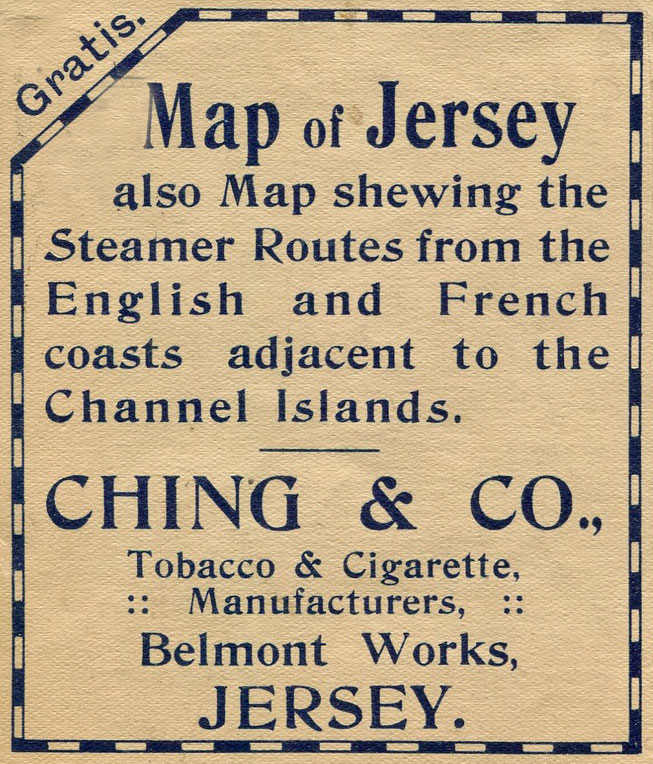 Gratis.
Map of Jersey
also Map shewing the
Steamer Routes from the
English and French
coasts adjacent to the
Channel Islands.
CHING & CO.,
Tobacco & Cigarette,
:: Manufacturers, ::
Belmont Works,
JERSEY.